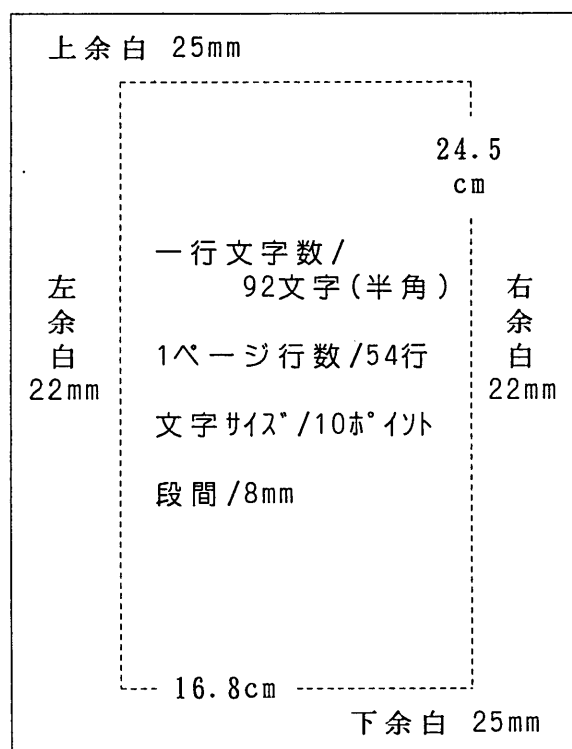 上余白 25mm
24.5
cm
一行文字数/
92文字(半角)
左余白
22mm
右余白
22mm
1ページ行数/54行
文字ｻｲｽﾞ/10ﾎﾟｲﾝﾄ
段間/8mm
16.8cm
下余白 25mm